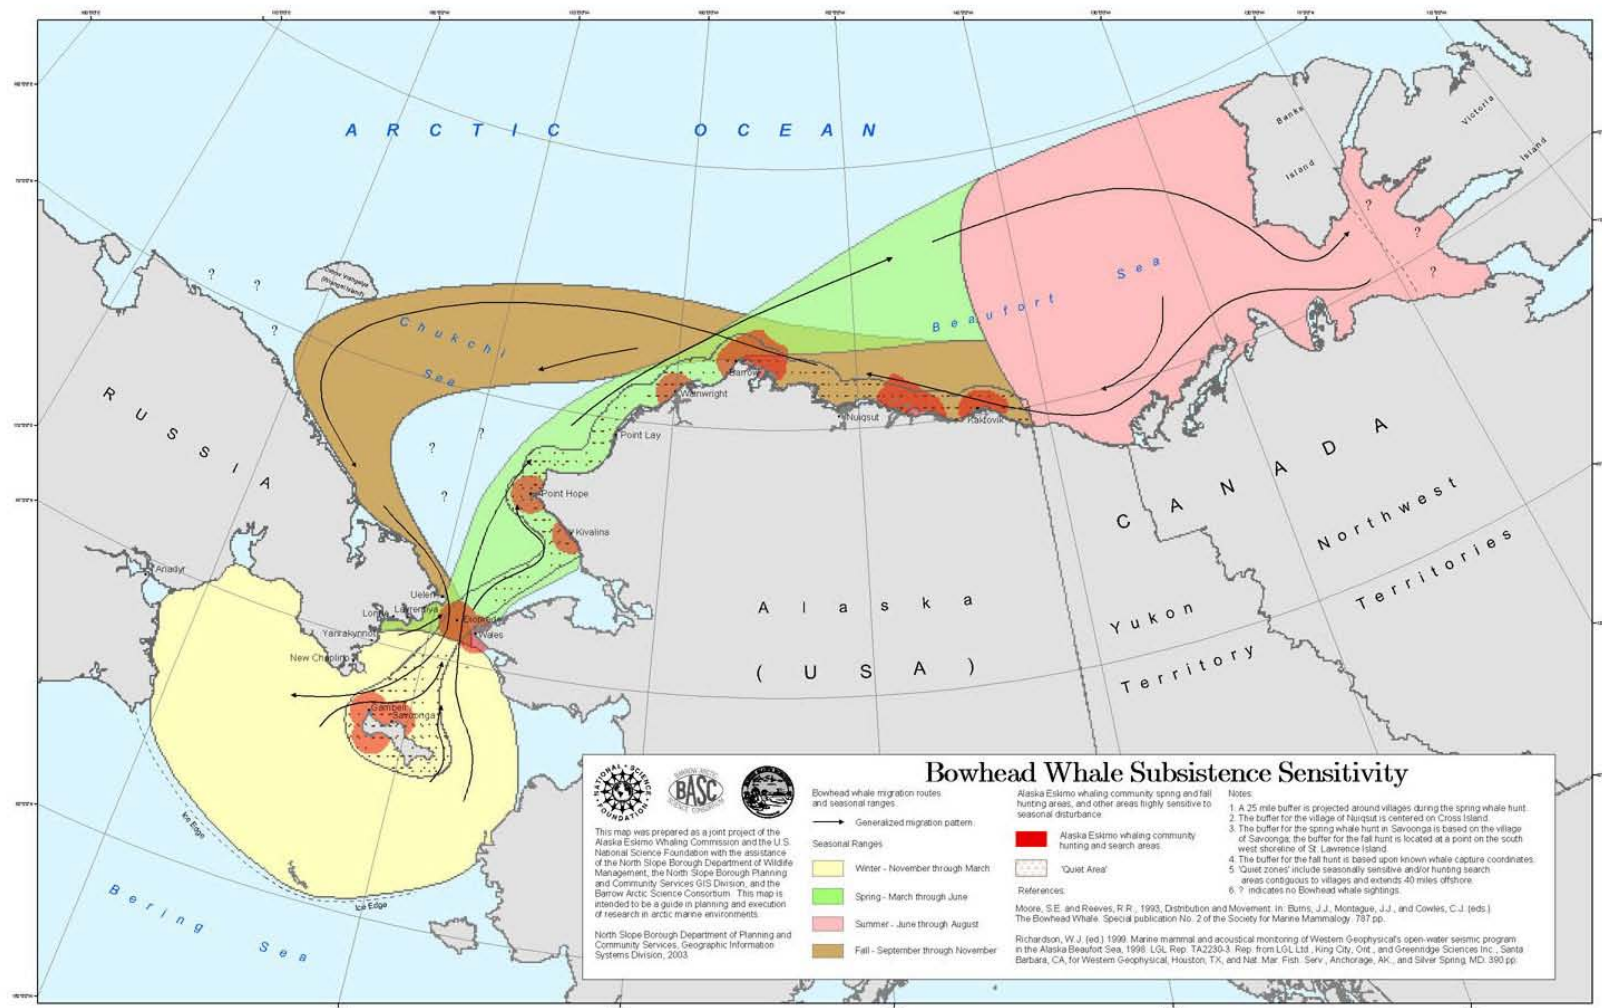 A R C T I C O C E A N
Banks
Island
Victoria
Island
Ostrov Vrangelya
(Wrangel Island)
Chukchi
Sea
Beaufort Sea
RUSSIA
Barrow
Wainwright
Nuiqsut
Kaktovik
Point Lay
Point Hope
Kivalina
CANADA
Northwest
Territories
Yukon
Territory
Alaska
(USA)
Anadyr
Uelen
Lavrentiya
Diomede
Wales
Yanrakynnot
New Chaplino
Gambell
Savoonga
Ice Edge
Ice Edge
Bering Sea
Bowhead Whale Subsistence Sensitivity
NATIONAL SCIENCE FOUNDATION
BARROW ARCTIC
BASC
SCIENCE CONSORTIUM
This map was prepared as a joint project of the
Alaska Eskimo Whaling Commission and the U.S.
National Science Foundation with the assistance
of the North Slope Borough Department of Wildlife
Management, the North Slope Borough Planning
and Community Services GIS Division, and the
Barrow Arctic Science Consortium. This map is
intended to be a guide in planning and execution
of research in arctic marine environments.
North Slope Borough Department of Planning and
Community Services, Geographic Information
Systems Division, 2003
Bowhead whale migration routes
and seasonal ranges.
Generalized migration pattern
Seasonal Ranges
Winter - November through March
Spring - March through June
Summer - June through August
Fall - September through November
Alaska Eskimo whaling community spring and fall
hunting areas, and other areas highly sensitive to
seasonal disturbance
Alaska Eskimo whaling community
hunting and search areas
'Quiet Area'
Notes:
1. A 25 mile buffer is projected around villages during the spring whale hunt.
2. The buffer for the village of Nuiqsut is centered on Cross Island.
3. The buffer for the spring whale hunt in Savoonga is based on the village
of Savoonga; the buffer for the fall hunt is located at a point on the south
west shoreline of St. Lawrence Island.
4. The buffer for the fall hunt is based upon known whale capture coordinates.
5. 'Quiet zones' include seasonally sensitive and/or hunting search
areas contiguous to villages and extends 40 miles offshore.
6. ? indicates no Bowhead whale sightings.
References:
Moore, S.E. and Reeves, R.R., 1993, Distribution and Movement. In: Burns, J.J., Montague, J.J., and Cowles, C.J. (eds.)
The Bowhead Whale. Special publication No. 2 of the Society for Marine Mammalogy. 787 pp.
Richardson, W.J. (ed.) 1999. Marine mammal and acoustical monitoring of Western Geophysical's open-water seismic program
in the Alaska Beaufort Sea, 1998. LGL Rep. TA2230-3. Rep. from LGL Ltd., King City, Ont., and Greeneridge Sciences Inc., Santa
Barbara, CA, for Western Geophysical, Houston, TX, and Nat. Mar. Fish. Serv., Anchorage, AK, and Silver Spring, MD. 390 pp.